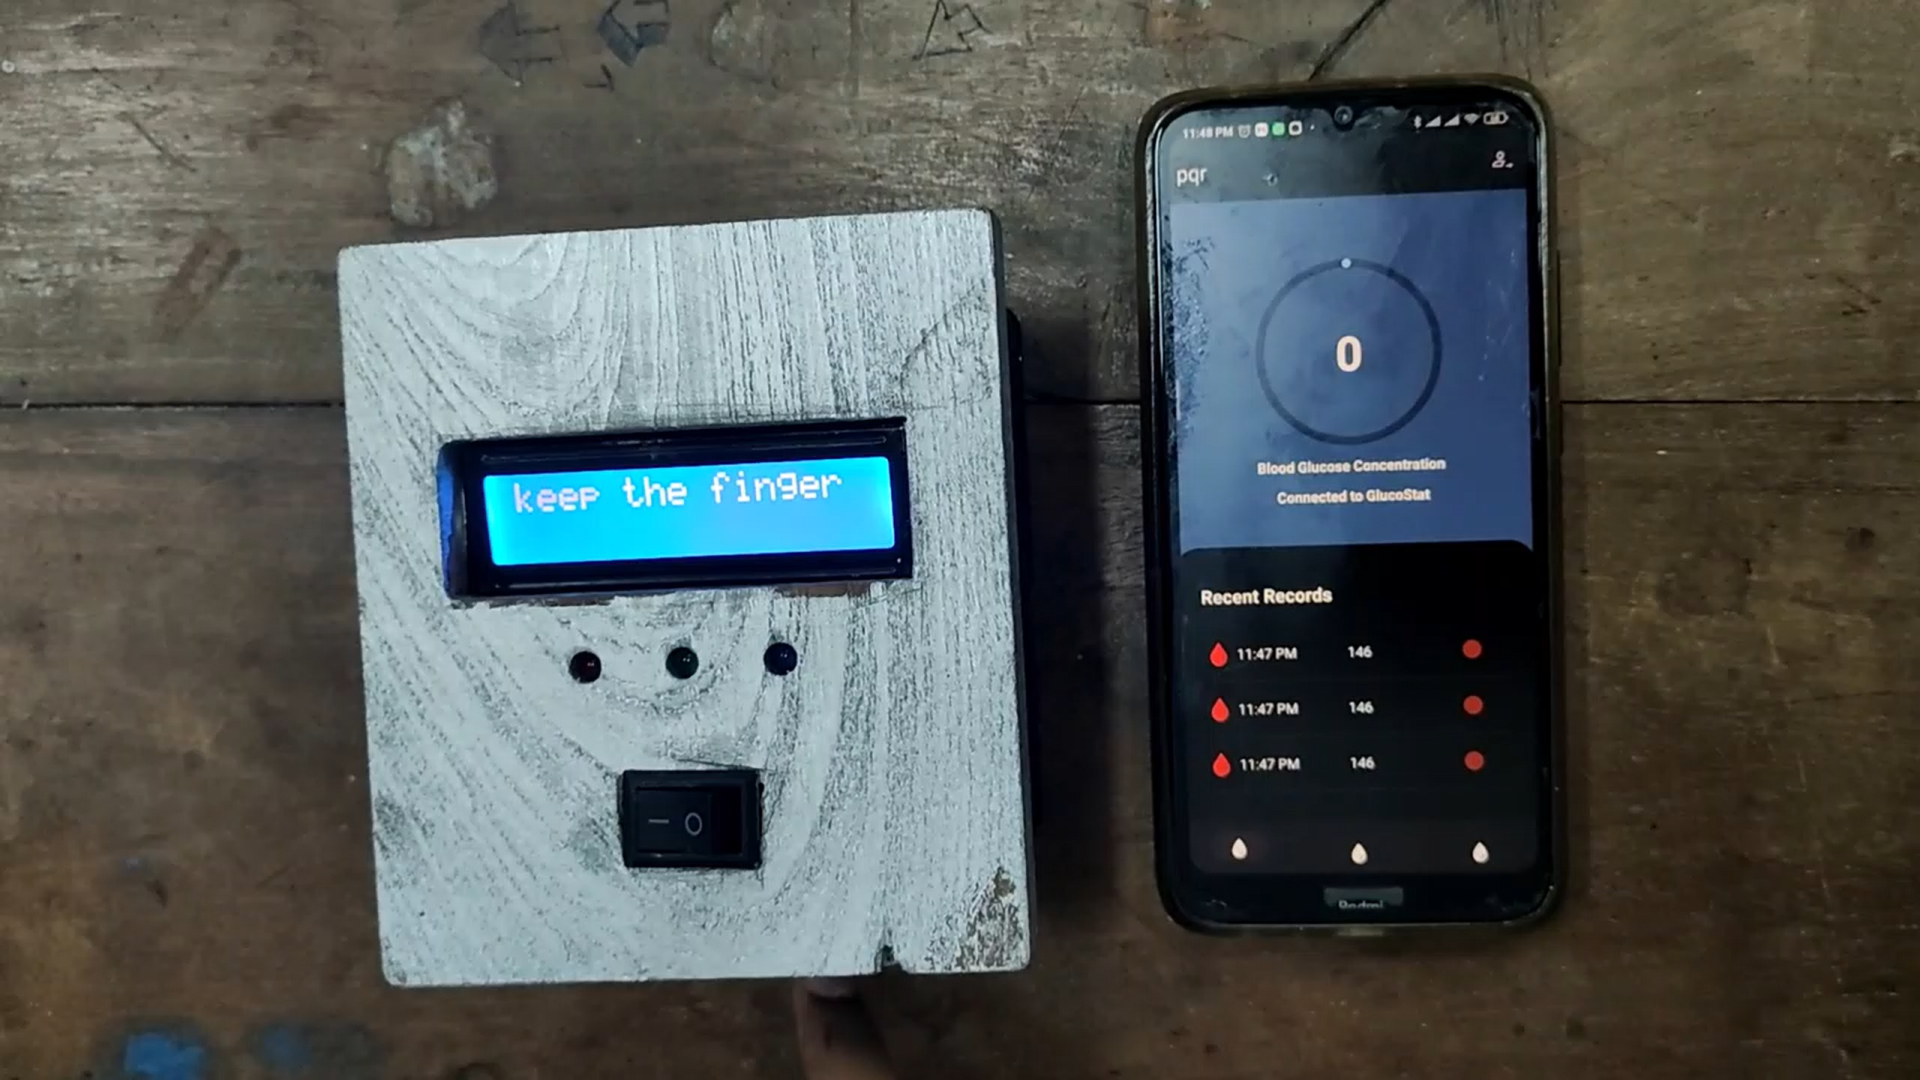 keep the finger
11:48 PM
pqr
0
Blood Glucose Concentration
Connected to GlucoStat
Recent Records
11:47 PM 146
11:47 PM 146
11:47 PM 146
Redmi